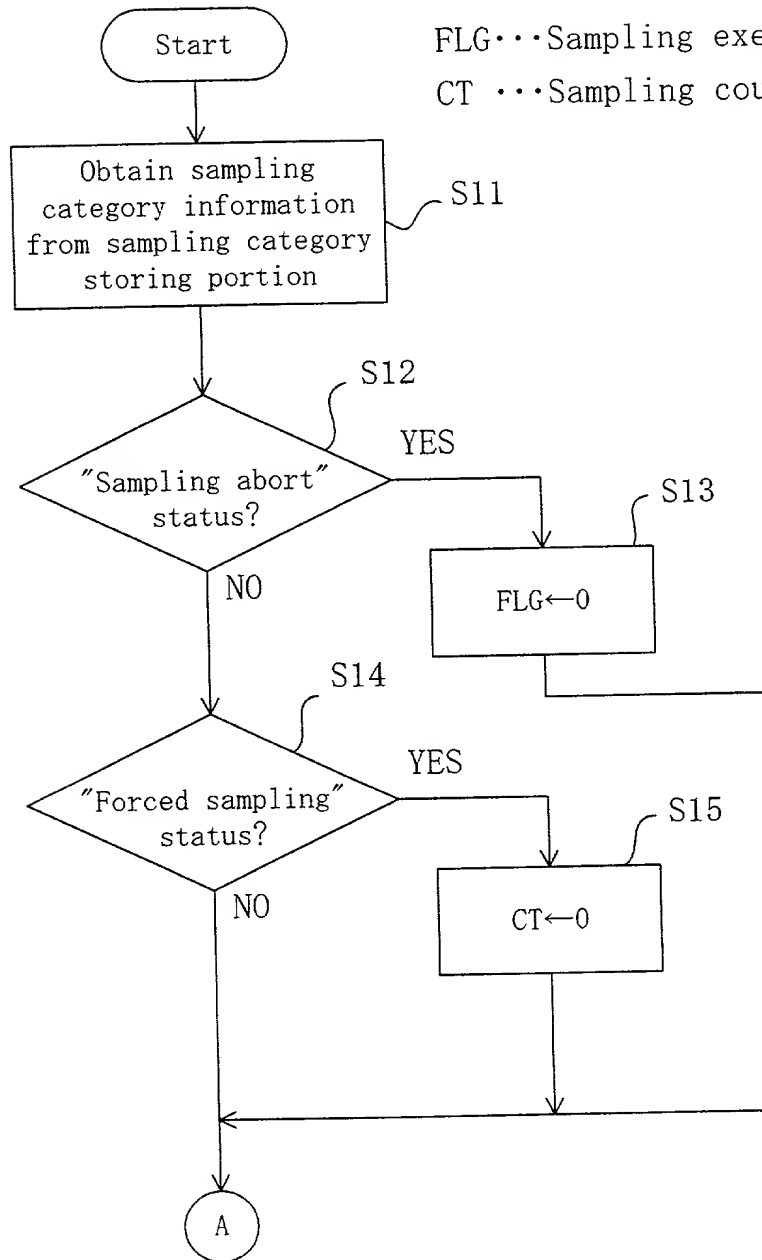 Start
FLG···Sampling exe
CT ···Sampling cou
Obtain sampling
category information
from sampling category
storing portion
S11
S12
"Sampling abort"
status?
YES
NO
S13
FLG←0
S14
"Forced sampling"
status?
YES
NO
S15
CT←0
A